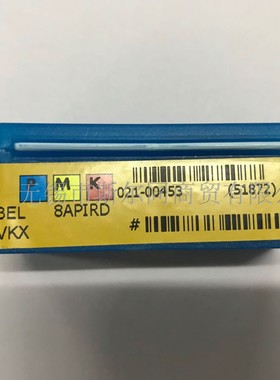 P M K 021-00453 (51872)
BEL 8APIRD
VKX #